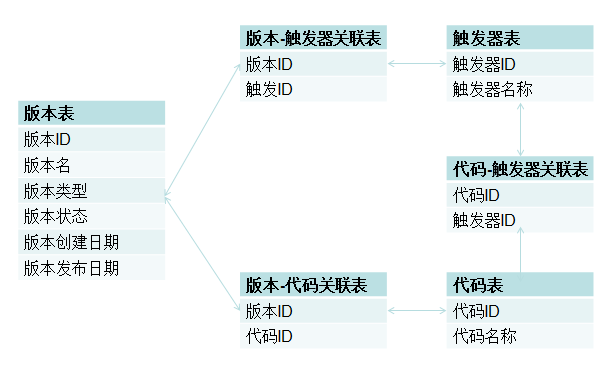 版本表
版本ID
版本名
版本类型
版本状态
版本创建日期
版本发布日期
版本-触发器关联表
版本ID
触发ID
触发器表
触发器ID
触发器名称
代码-触发器关联表
代码ID
触发器ID
版本-代码关联表
版本ID
代码ID
代码表
代码ID
代码名称